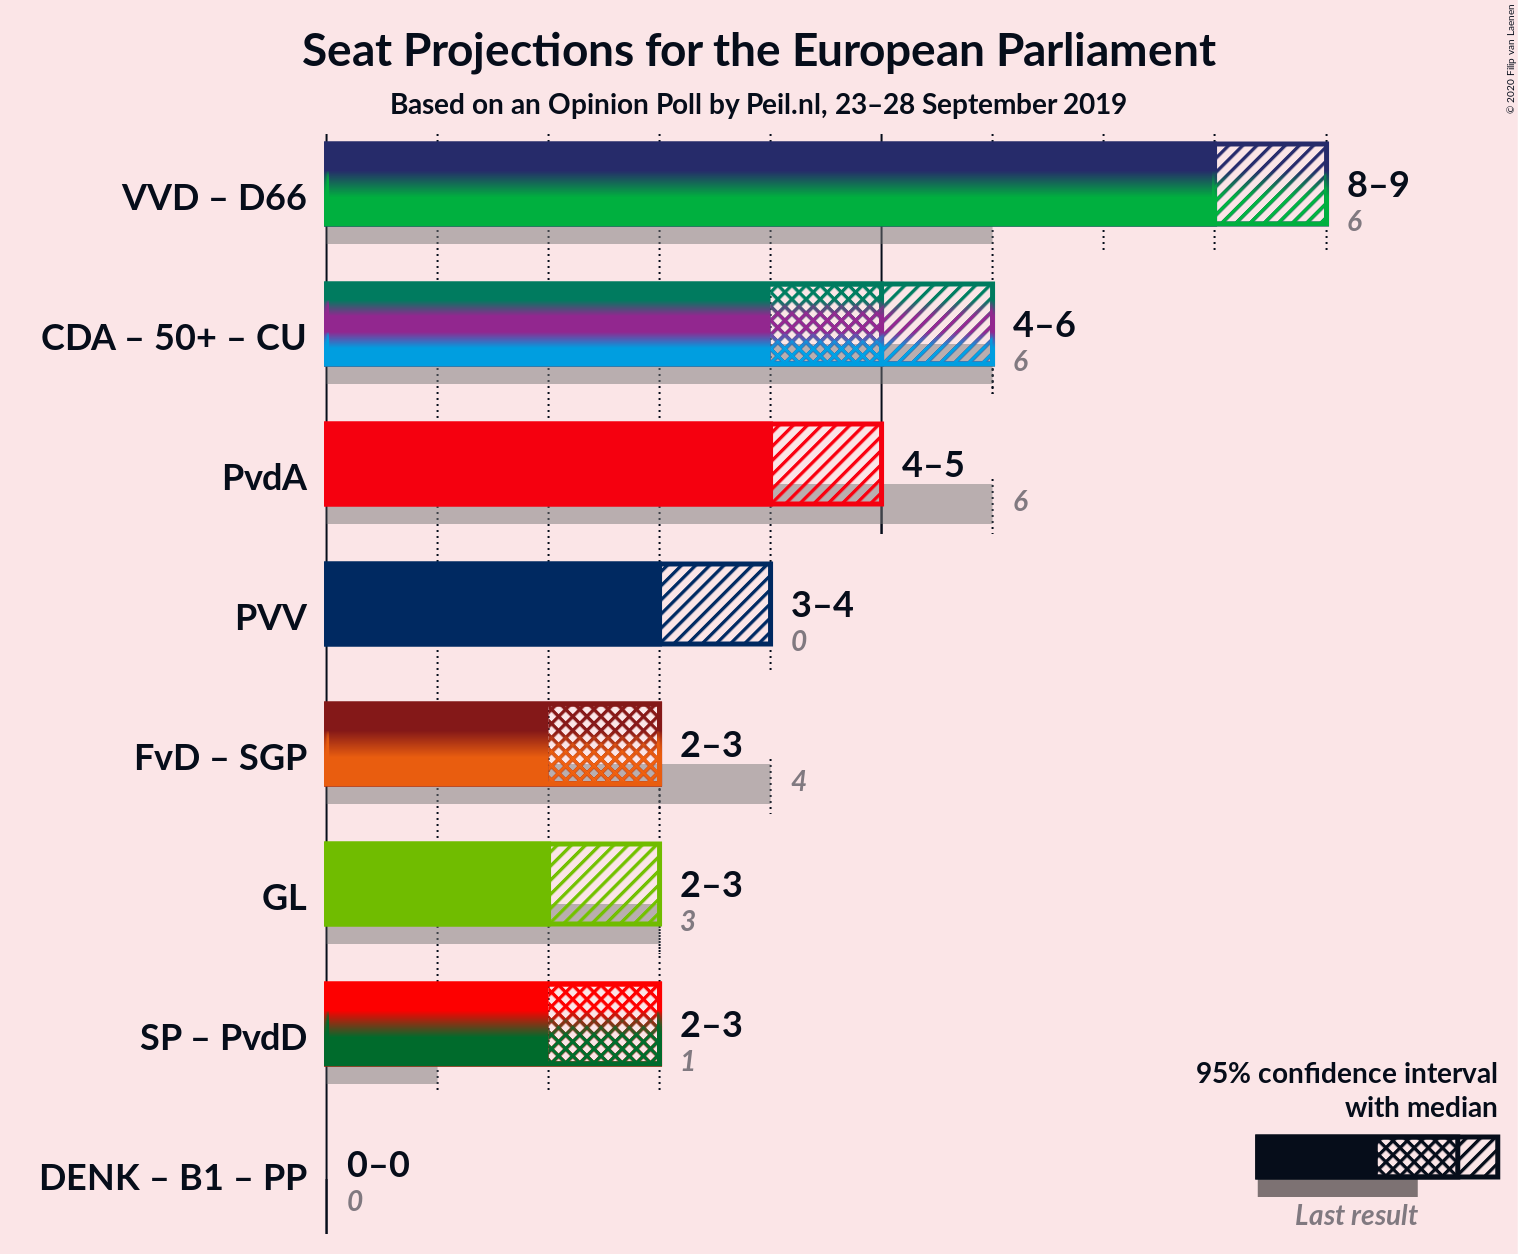 Seat Projections for the European Parliament
Based on an Opinion Poll by Peil.nl, 23–28 September 2019
© 2020 Filip van Laenen
VVD – D66
8–9
6
CDA – 50+ – CU
4–6
6
PvdA
4–5
6
PVV
3–4
0
FvD – SGP
2–3
4
GL
2–3
3
SP – PvdD
2–3
1
DENK – B1 – PP
0–0
0
95% confidence interval
with median
Last result